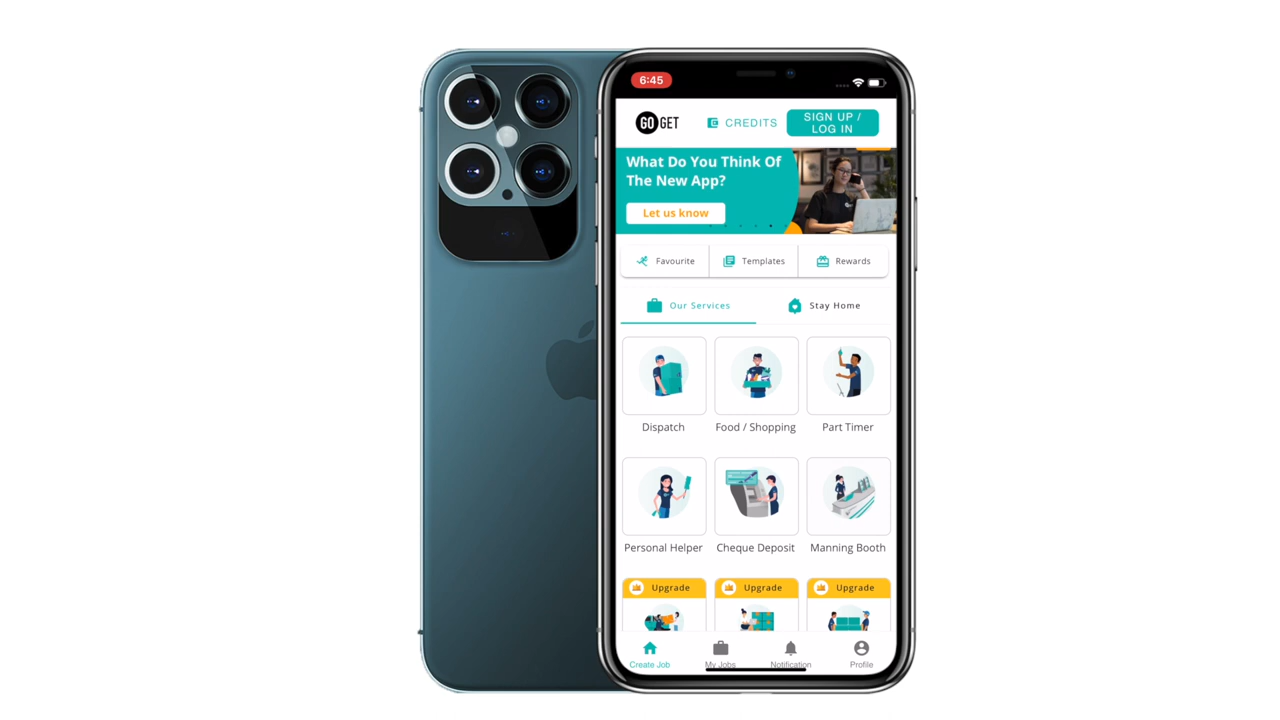 6:45
GOGET
CREDITS
SIGN UP /
LOG IN
What Do You Think Of
The New App?
Let us know
Favourite
Templates
Rewards
Our Services
Stay Home
Dispatch
Food / Shopping
Part Timer
Personal Helper
Cheque Deposit
Manning Booth
Upgrade
Upgrade
Upgrade
Create Job
My Jobs
Notification
Profile